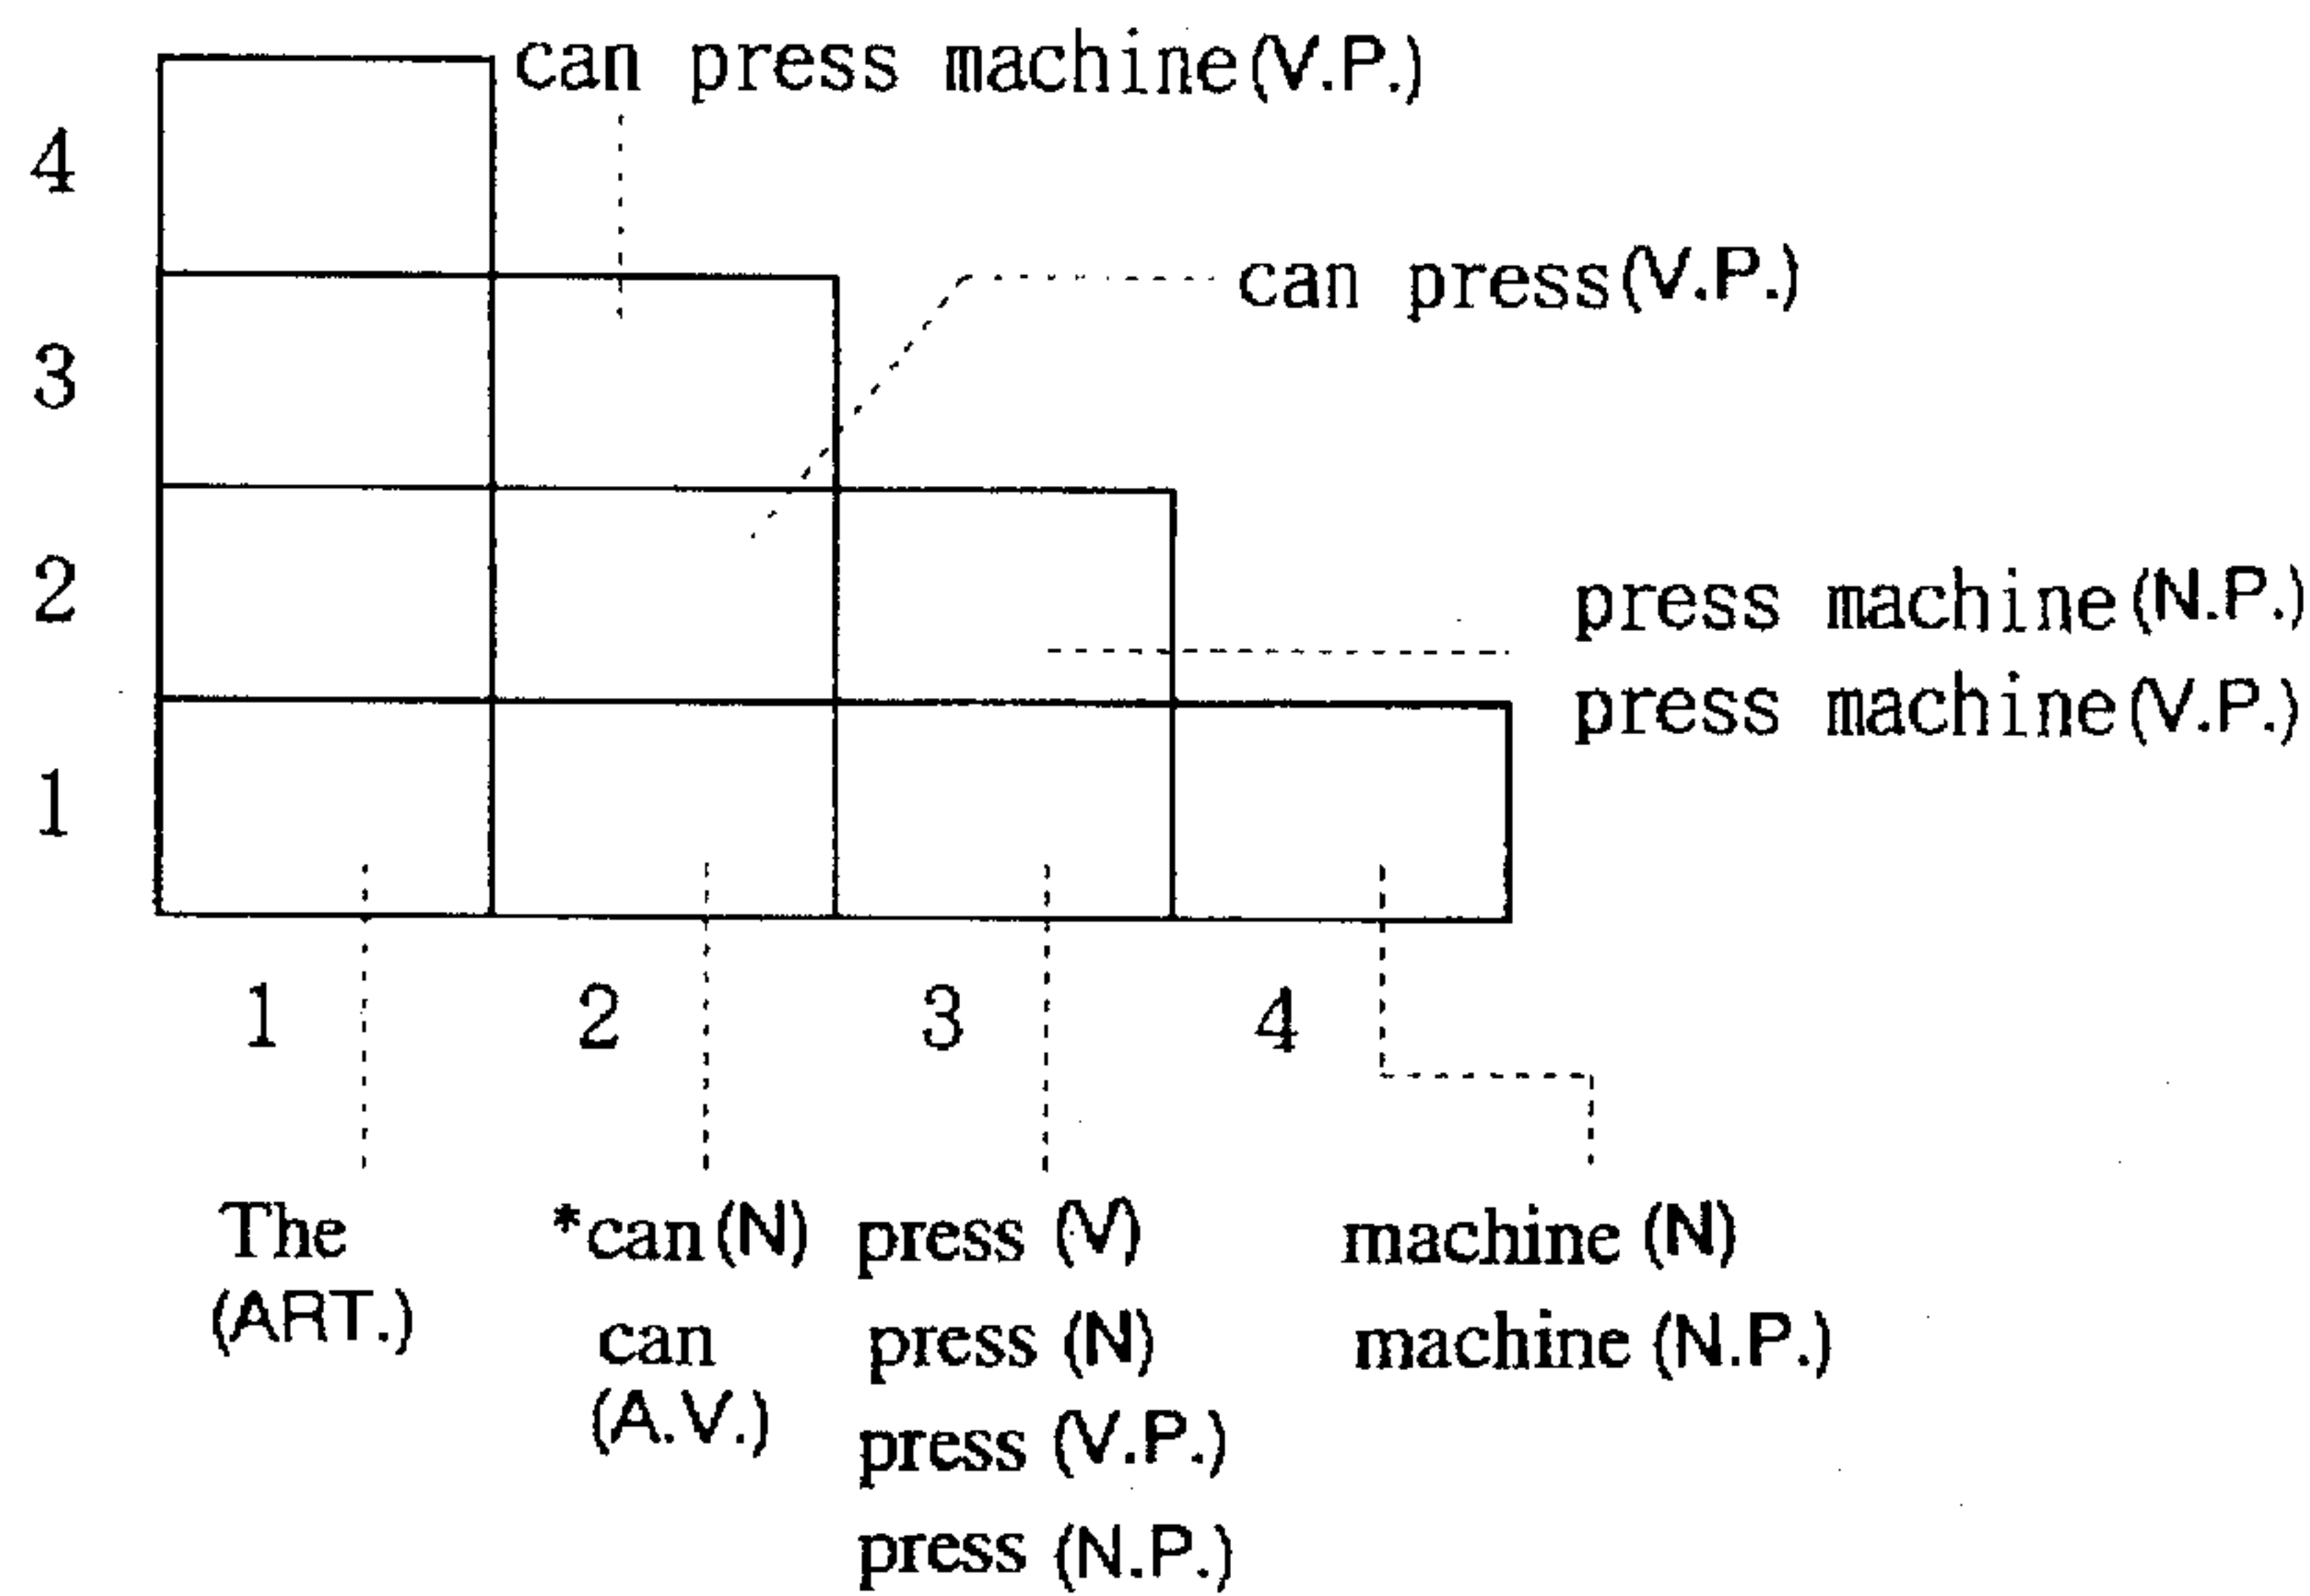 can press machine(V.P.)
4
can press(V.P.)
3
2
press machine(N.P.)
press machine(V.P.)
1
1 2 3 4
The *can(N) press (V) machine(N)
(ART.) can press (N) machine(N.P.)
(A.V.) press (V.P.)
press (N.P.)